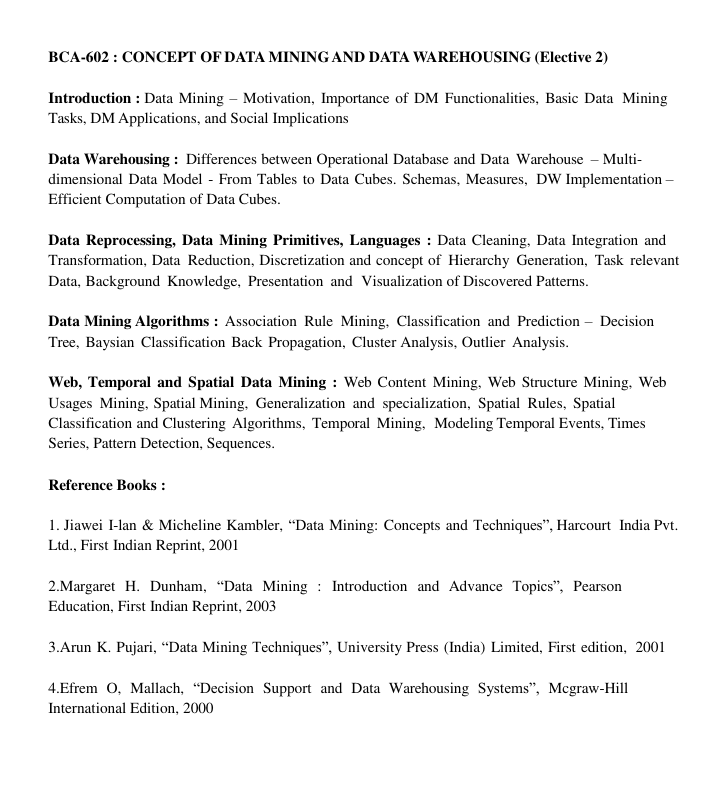 BCA-602 : CONCEPT OF DATA MINING AND DATA WAREHOUSING (Elective 2)
Introduction : Data Mining – Motivation, Importance of DM Functionalities, Basic Data Mining
Tasks, DM Applications, and Social Implications
Data Warehousing : Differences between Operational Database and Data Warehouse – Multi-
dimensional Data Model - From Tables to Data Cubes. Schemas, Measures, DW Implementation –
Efficient Computation of Data Cubes.
Data Reprocessing, Data Mining Primitives, Languages : Data Cleaning, Data Integration and
Transformation, Data Reduction, Discretization and concept of Hierarchy Generation, Task relevant
Data, Background Knowledge, Presentation and Visualization of Discovered Patterns.
Data Mining Algorithms : Association Rule Mining, Classification and Prediction – Decision
Tree, Baysian Classification Back Propagation, Cluster Analysis, Outlier Analysis.
Web, Temporal and Spatial Data Mining : Web Content Mining, Web Structure Mining, Web
Usages Mining, Spatial Mining, Generalization and specialization, Spatial Rules, Spatial
Classification and Clustering Algorithms, Temporal Mining, Modeling Temporal Events, Times
Series, Pattern Detection, Sequences.
Reference Books :
1. Jiawei I-lan & Micheline Kambler, “Data Mining: Concepts and Techniques”, Harcourt India Pvt.
Ltd., First Indian Reprint, 2001
2.Margaret H. Dunham, “Data Mining : Introduction and Advance Topics”, Pearson
Education, First Indian Reprint, 2003
3.Arun K. Pujari, “Data Mining Techniques”, University Press (India) Limited, First edition, 2001
4.Efrem O, Mallach, “Decision Support and Data Warehousing Systems”, Mcgraw-Hill
International Edition, 2000